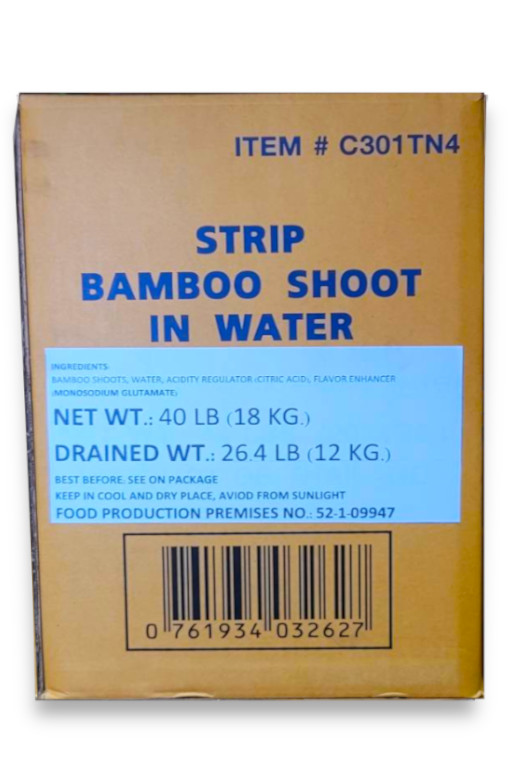 ITEM # C301TN4
STRIP
BAMBOO SHOOT
IN WATER
INGREDIENTS:
BAMBOO SHOOTS, WATER, ACIDITY REGULATOR (CITRIC ACID), FLAVOR ENHANCER
(MONOSODIUM GLUTAMATE)
NET WT.: 40 LB (18 KG.)
DRAINED WT.: 26.4 LB (12 KG.)
BEST BEFORE. SEE ON PACKAGE
KEEP IN COOL AND DRY PLACE, AVIOD FROM SUNLIGHT
FOOD PRODUCTION PREMISES NO.: 52-1-09947
0 761934 032627